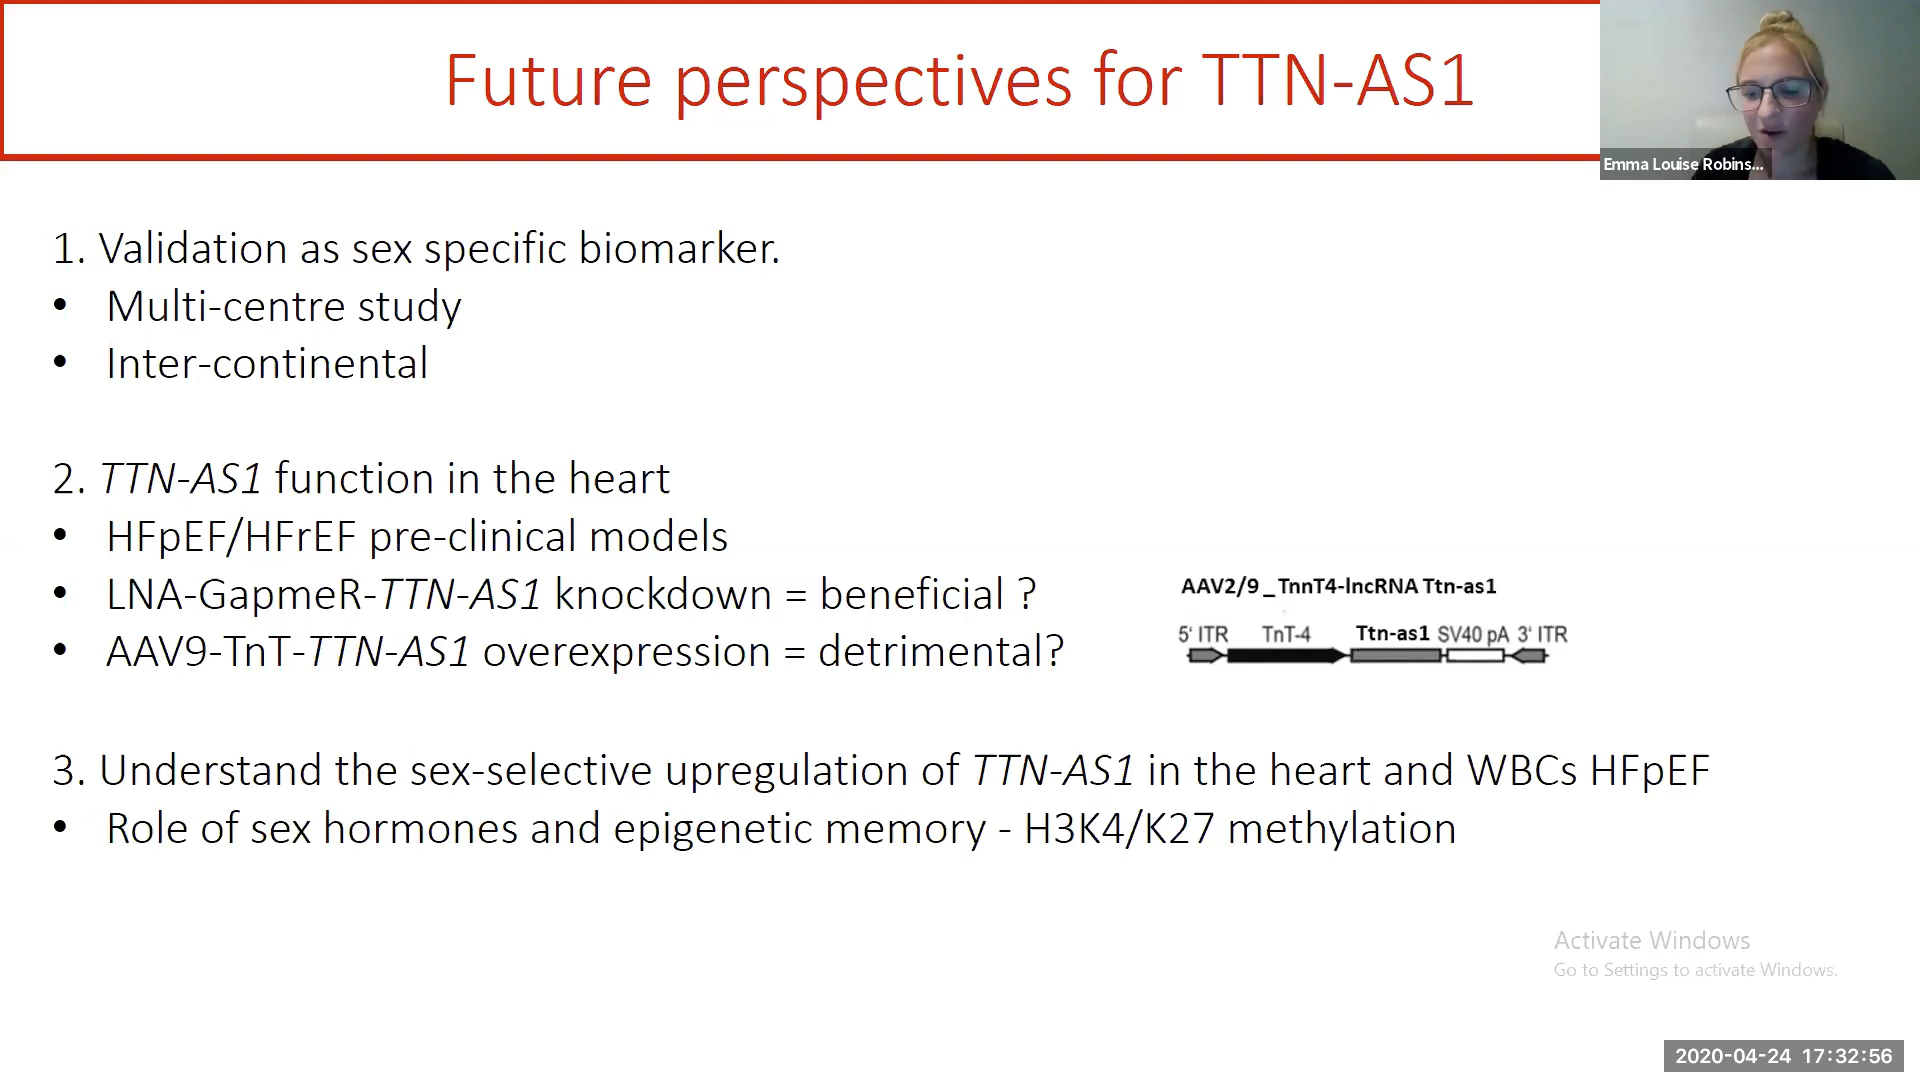 Future perspectives for TTN-AS1
Emma Louise Robins...
1. Validation as sex specific biomarker.
• Multi-centre study
• Inter-continental
2. TTN-AS1 function in the heart
• HFpEF/HFrEF pre-clinical models
• LNA-GapmeR-TTN-AS1 knockdown = beneficial ?
• AAV9-TnT-TTN-AS1 overexpression = detrimental?
AAV2/9_TnnT4-lncRNA Ttn-as1
5' ITR TnT-4 Ttn-as1 SV40 pA 3' ITR
3. Understand the sex-selective upregulation of TTN-AS1 in the heart and WBCs HFpEF
• Role of sex hormones and epigenetic memory - H3K4/K27 methylation
Activate Windows
Go to Settings to activate Windows.
2020-04-24 17:32:56